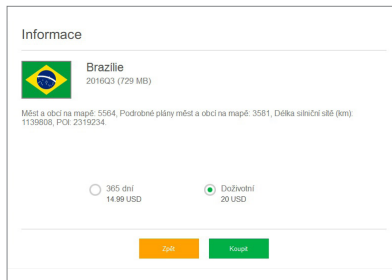 Informace
Brazílie
2016Q3 (729 MB)
Měst a obcí na mapě: 5564, Podrobné plány měst a obcí na mapě: 3581, Délka silniční sítě (km):
1139808, POI: 2319234.
365 dní
14.99 USD
Doživotní
20 USD
Zpět
Koupit